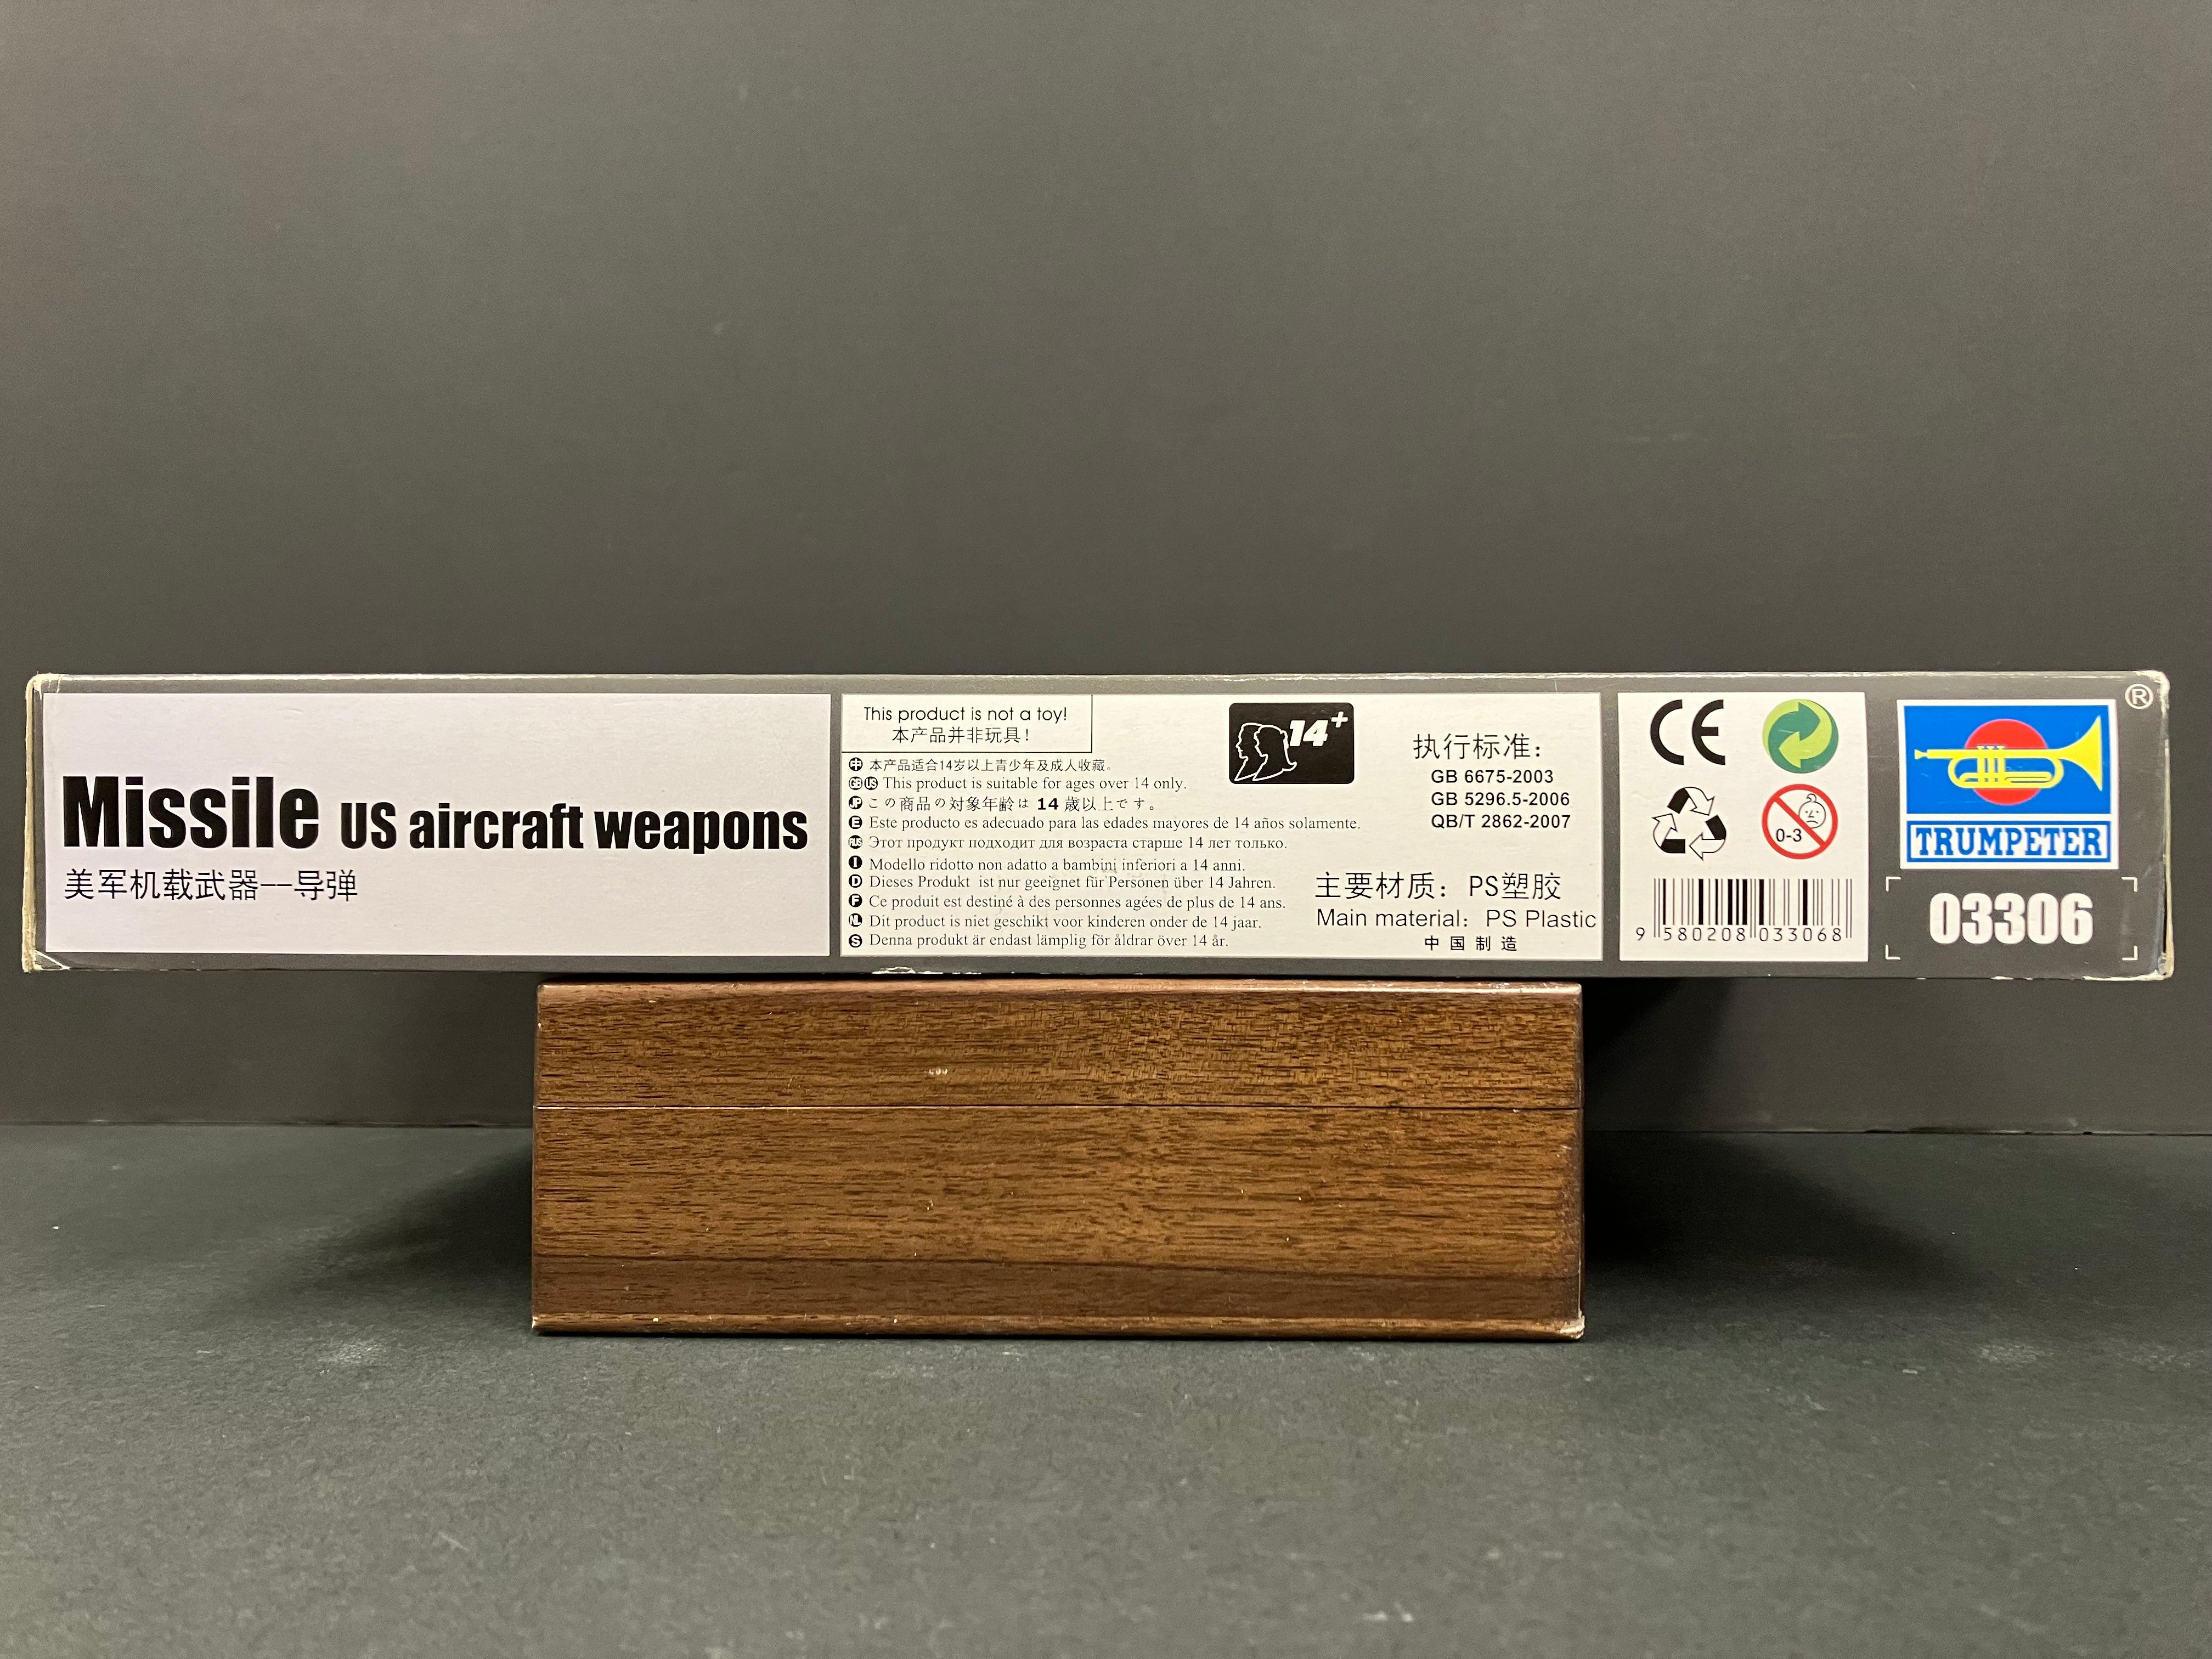 Missile US aircraft weapons
美军机载武器--导弹
This product is not a toy!
本产品并非玩具！
中 本产品适合14岁以上青少年及成人收藏。
GB US This product is suitable for ages over 14 only.
JP この商品の対象年齢は 14 歳以上です。
E Este producto es adecuado para las edades mayores de 14 años solamente.
RUS Этот продукт подходит для возраста старше 14 лет только.
I Modello ridotto non adatto a bambini inferiori a 14 anni.
D Dieses Produkt ist nur geeignet für Personen über 14 Jahren.
F Ce produit est destiné à des personnes agées de plus de 14 ans.
NL Dit product is niet geschikt voor kinderen onder de 14 jaar.
S Denna produkt är endast lämplig för åldrar över 14 år.
14+
执行标准：
GB 6675-2003
GB 5296.5-2006
QB/T 2862-2007
主要材质：PS塑胶
Main material: PS Plastic
中国制造
CE
0-3
9 580208 033068
®
TRUMPETER
03306